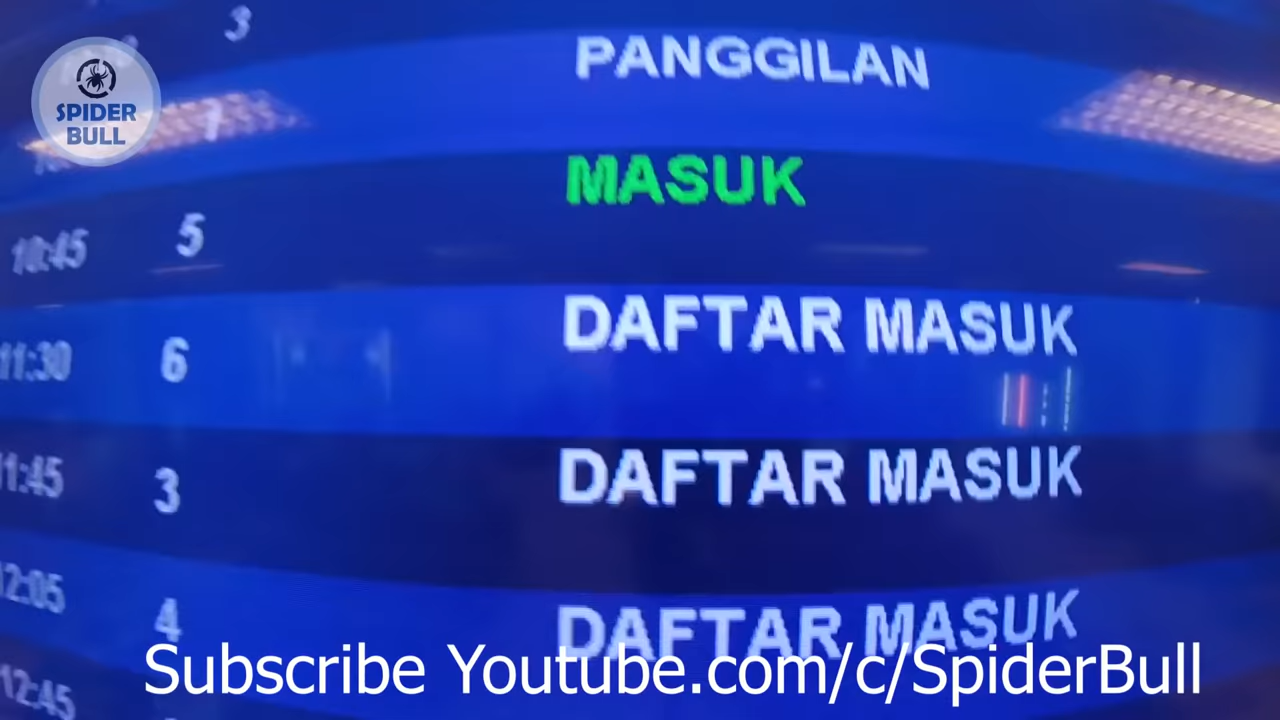 3
PANGGILAN
SPIDER
BULL
MASUK
10:45 5
DAFTAR MASUK
11:30 6
DAFTAR MASUK
11:45 3
DAFTAR MASUK
12:05 4
Subscribe Youtube.com/c/SpiderBull
12:45